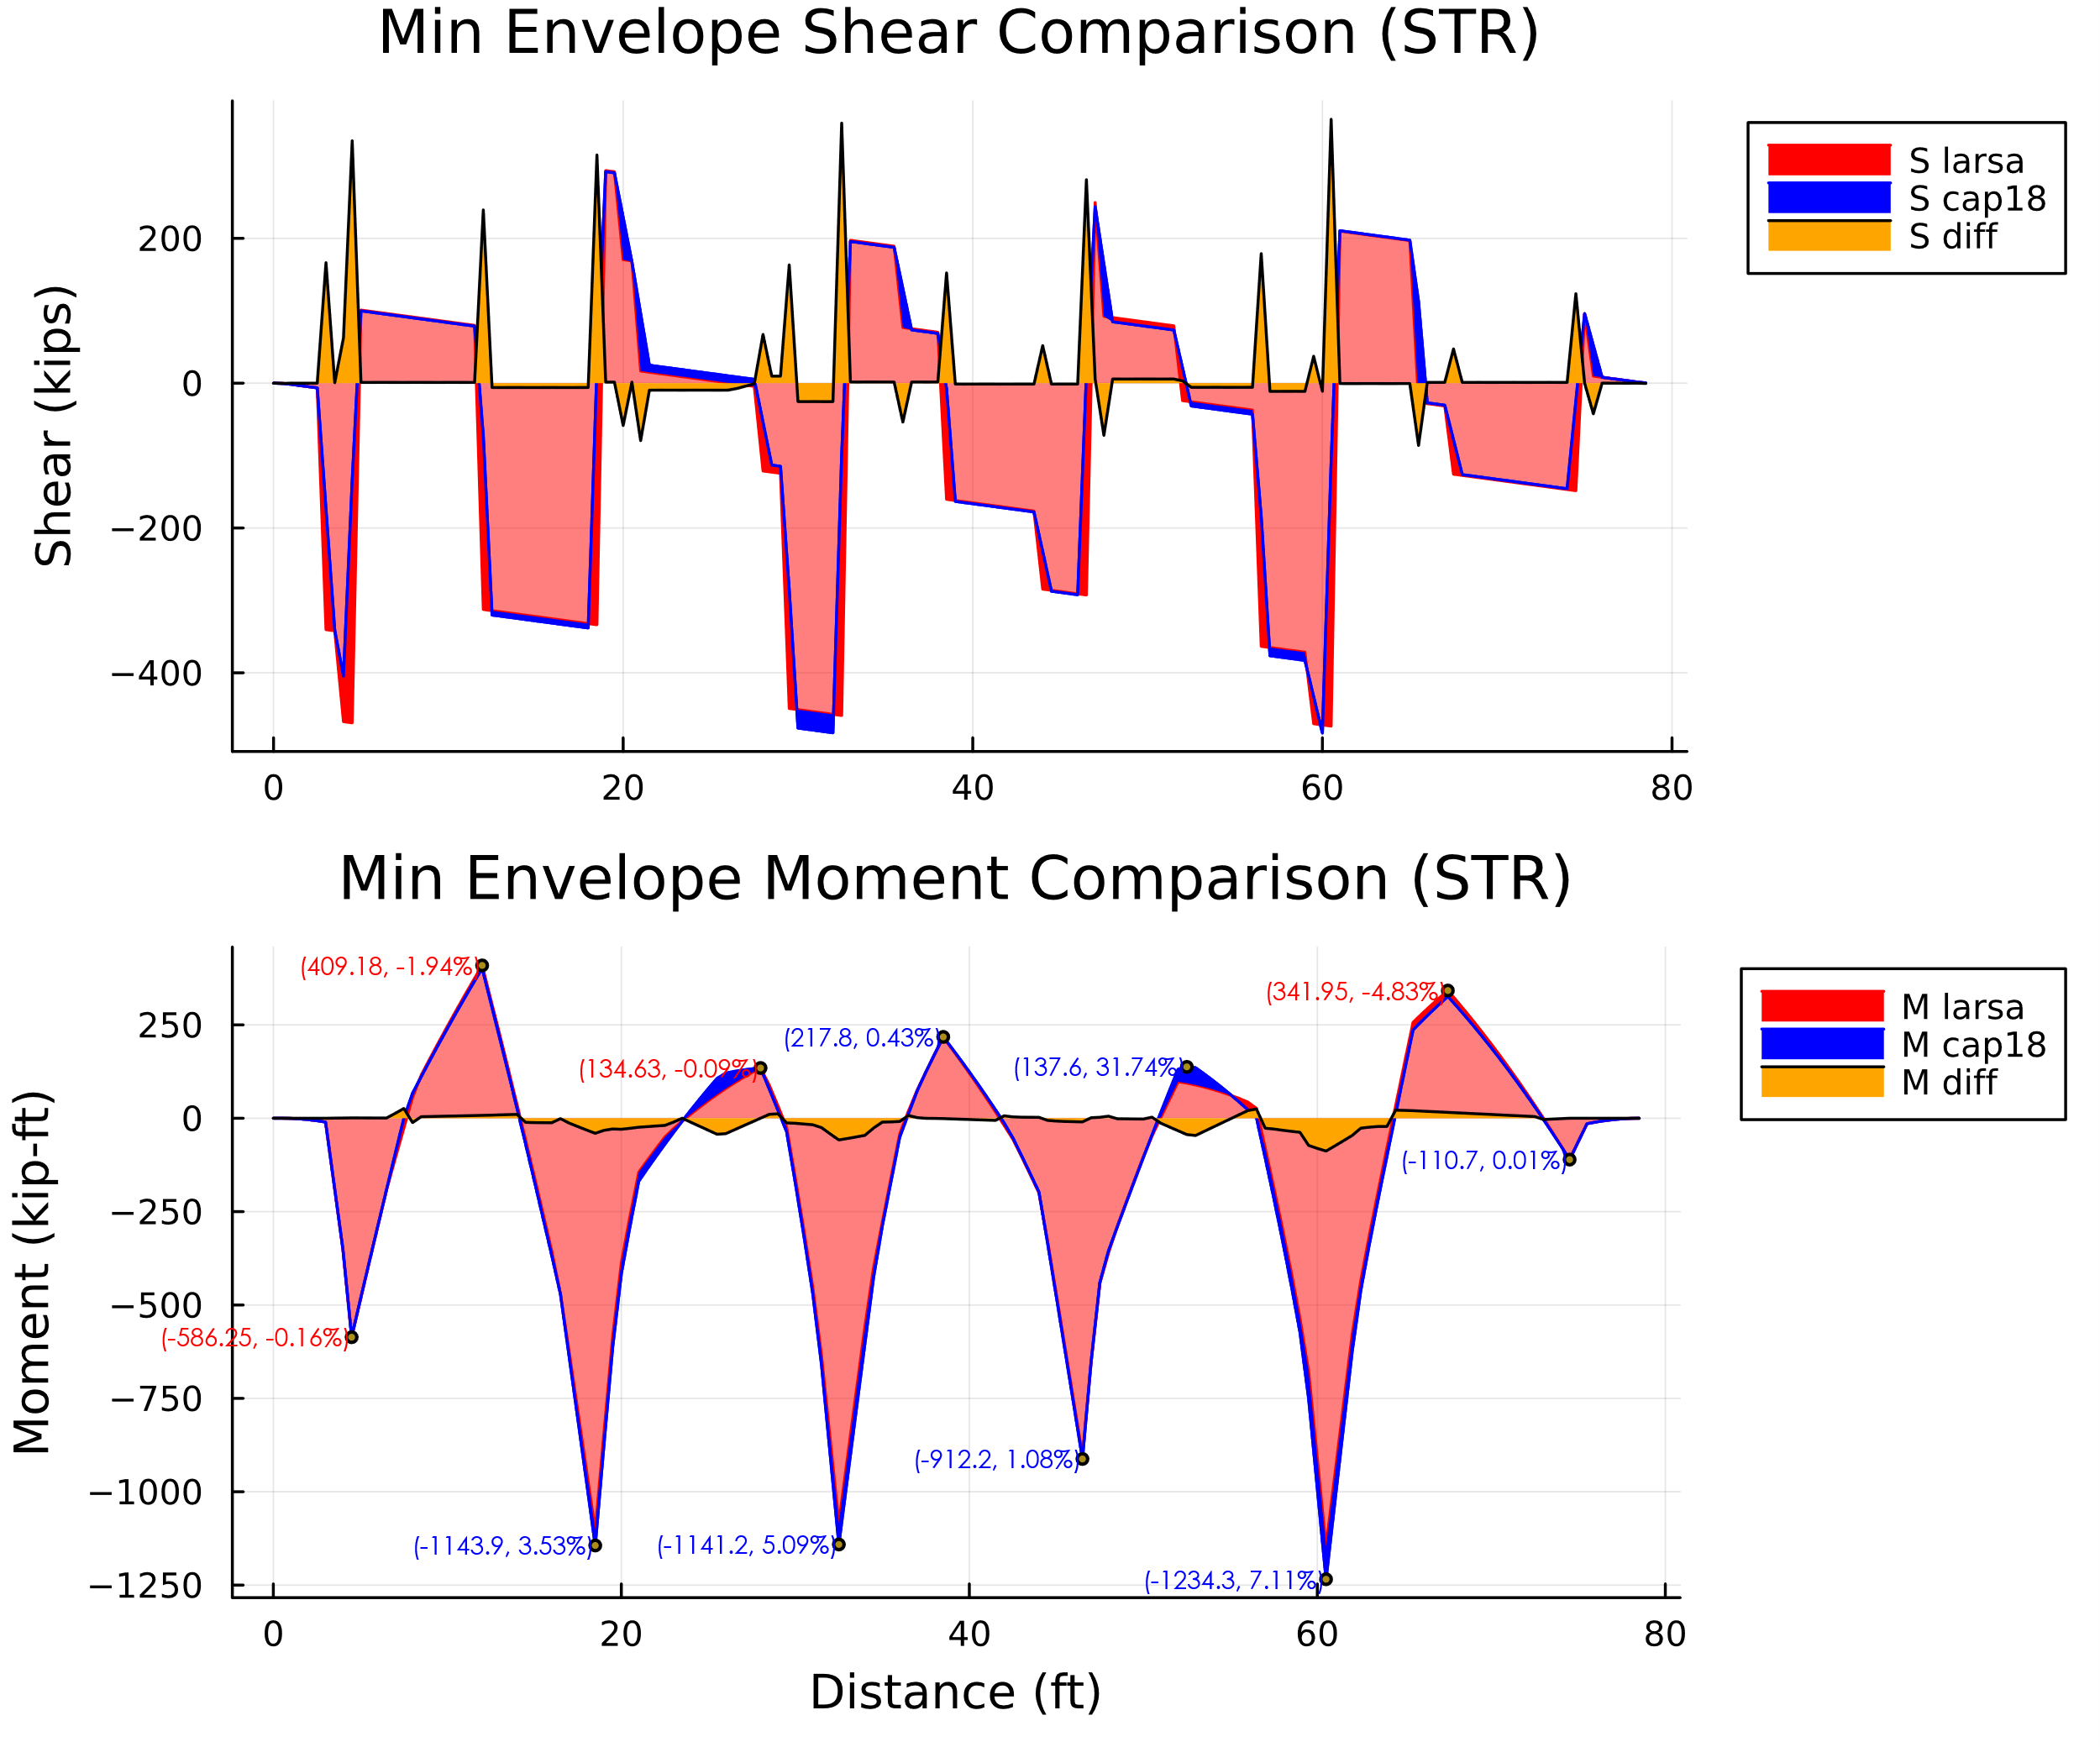 Min Envelope Shear Comparison (STR)
Shear (kips)
200
0
−200
−400
0 20 40 60 80
S larsa
S cap18
S diff
Min Envelope Moment Comparison (STR)
Moment (kip-ft)
250
0
−250
−500
−750
−1000
−1250
(409.18, -1.94%)
(341.95, -4.83%)
(217.8, 0.43%)
(134.63, -0.09%)
(137.6, 31.74%)
(-110.7, 0.01%)
(-586.25, -0.16%)
(-912.2, 1.08%)
(-1143.9, 3.53%)
(-1141.2, 5.09%)
(-1234.3, 7.11%)
0 20 40 60 80
Distance (ft)
M larsa
M cap18
M diff